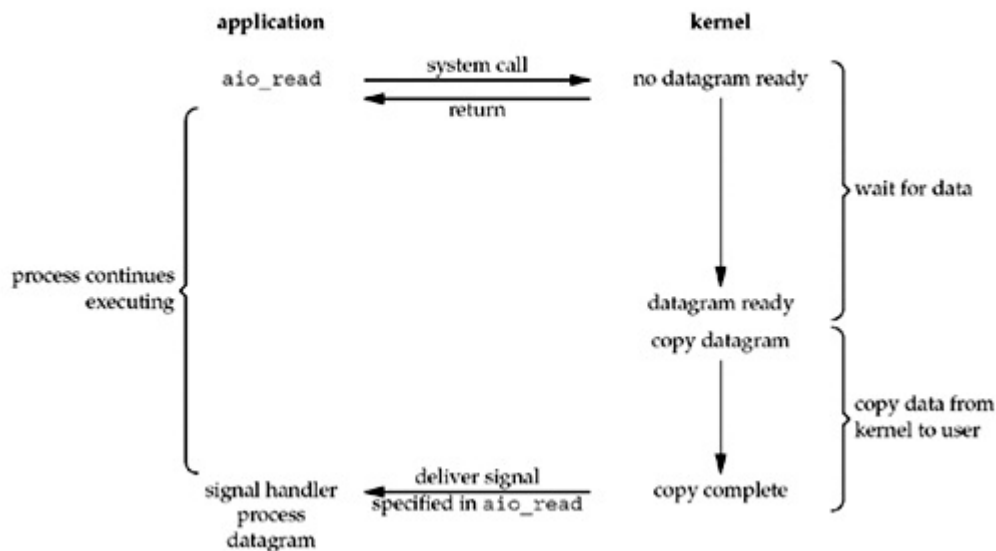 application kernel
aio_read system call no datagram ready
return
wait for data
process continues
executing
datagram ready
copy datagram
copy data from
kernel to user
deliver signal
signal handler specified in aio_read copy complete
process
datagram